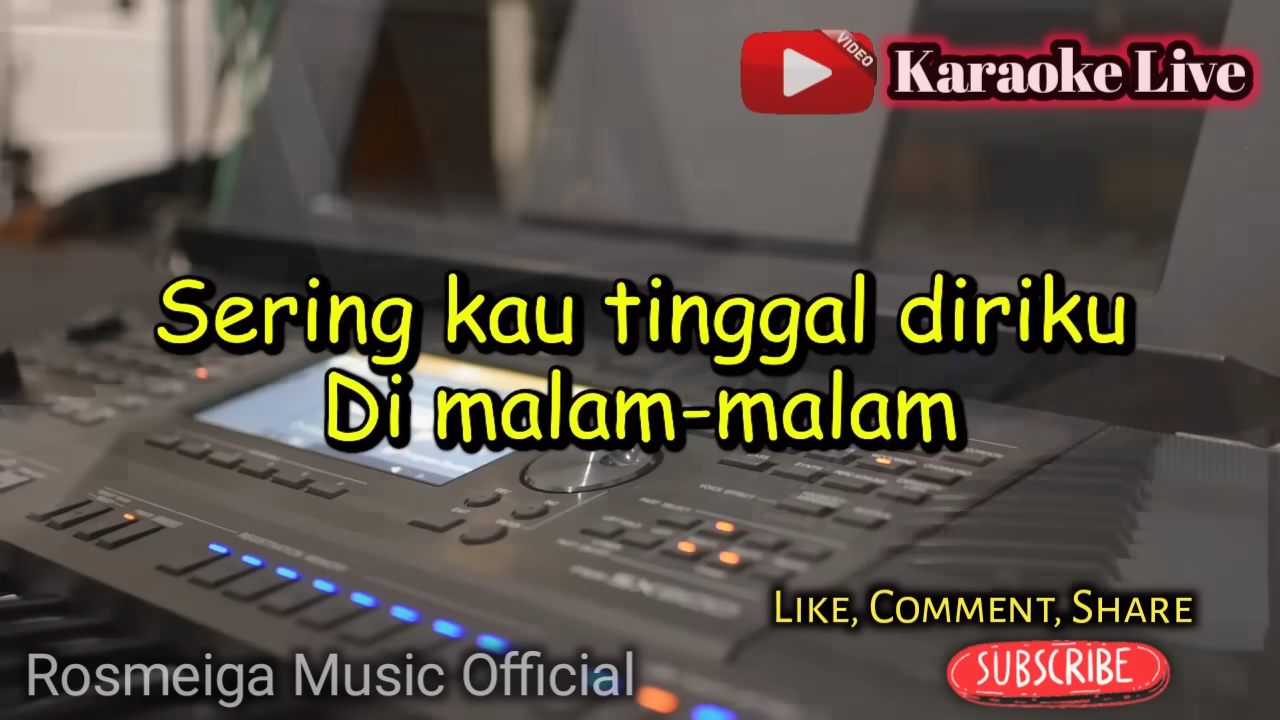 VIDEO
Karaoke Live
Sering kau tinggal diriku
Di malam-malam
Like, Comment, Share
Rosmeiga Music Official
SUBSCRIBE